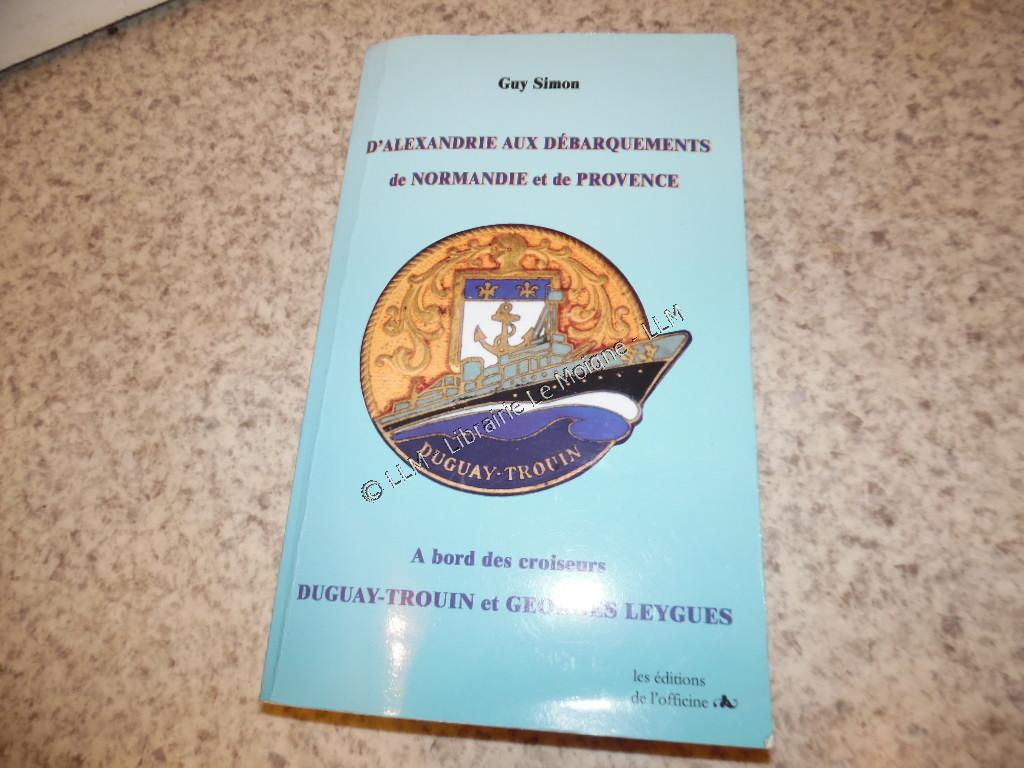 Guy Simon
D'ALEXANDRIE AUX DÉBARQUEMENTS
de NORMANDIE et de PROVENCE
DUGUAY-TROUIN
© LLM - Librairie Le Moigne - LLM
A bord des croiseurs
DUGUAY-TROUIN et GEORGES LEYGUES
les éditions
de l'officine